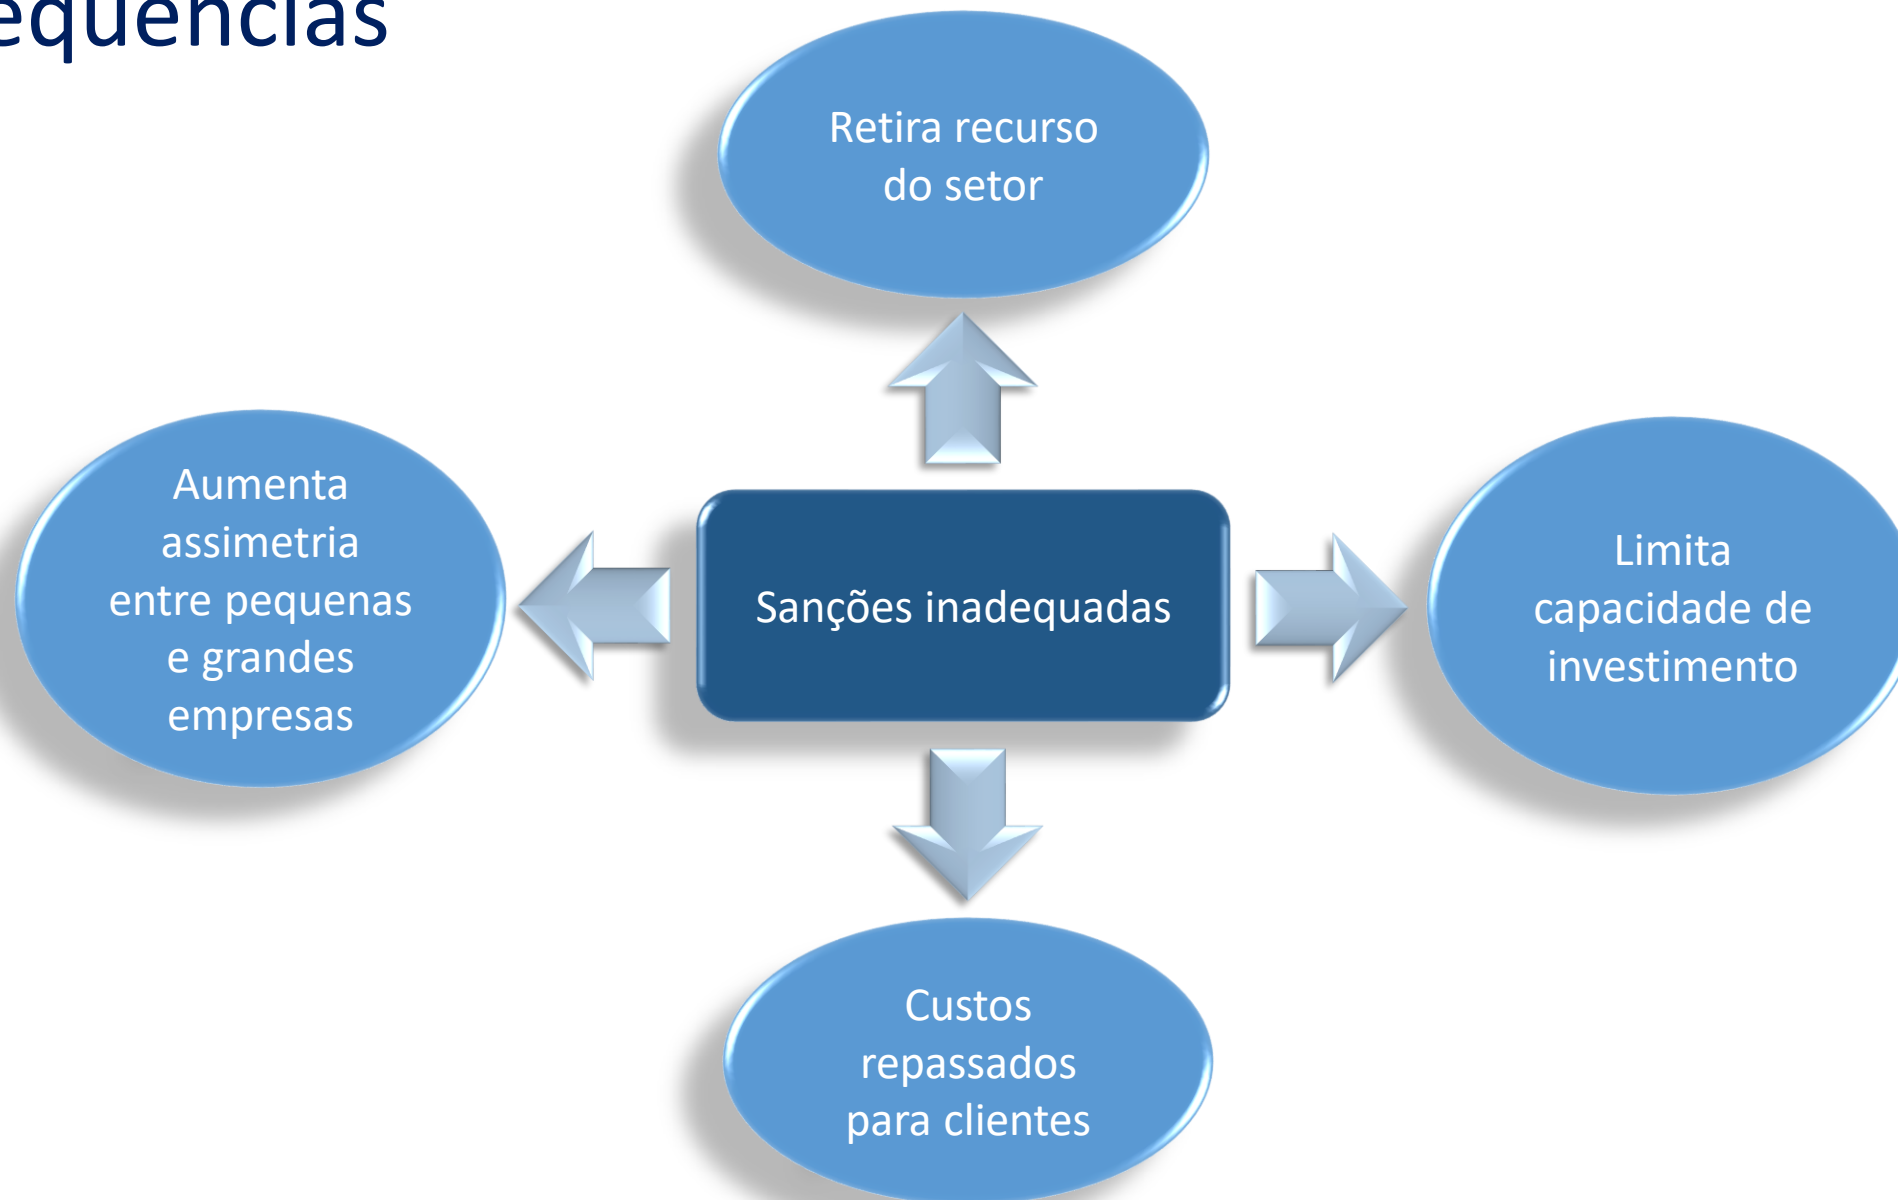 equências
Retira recurso
do setor
Aumenta
assimetria
entre pequenas
e grandes
empresas
Sanções inadequadas
Limita
capacidade de
investimento
Custos
repassados
para clientes